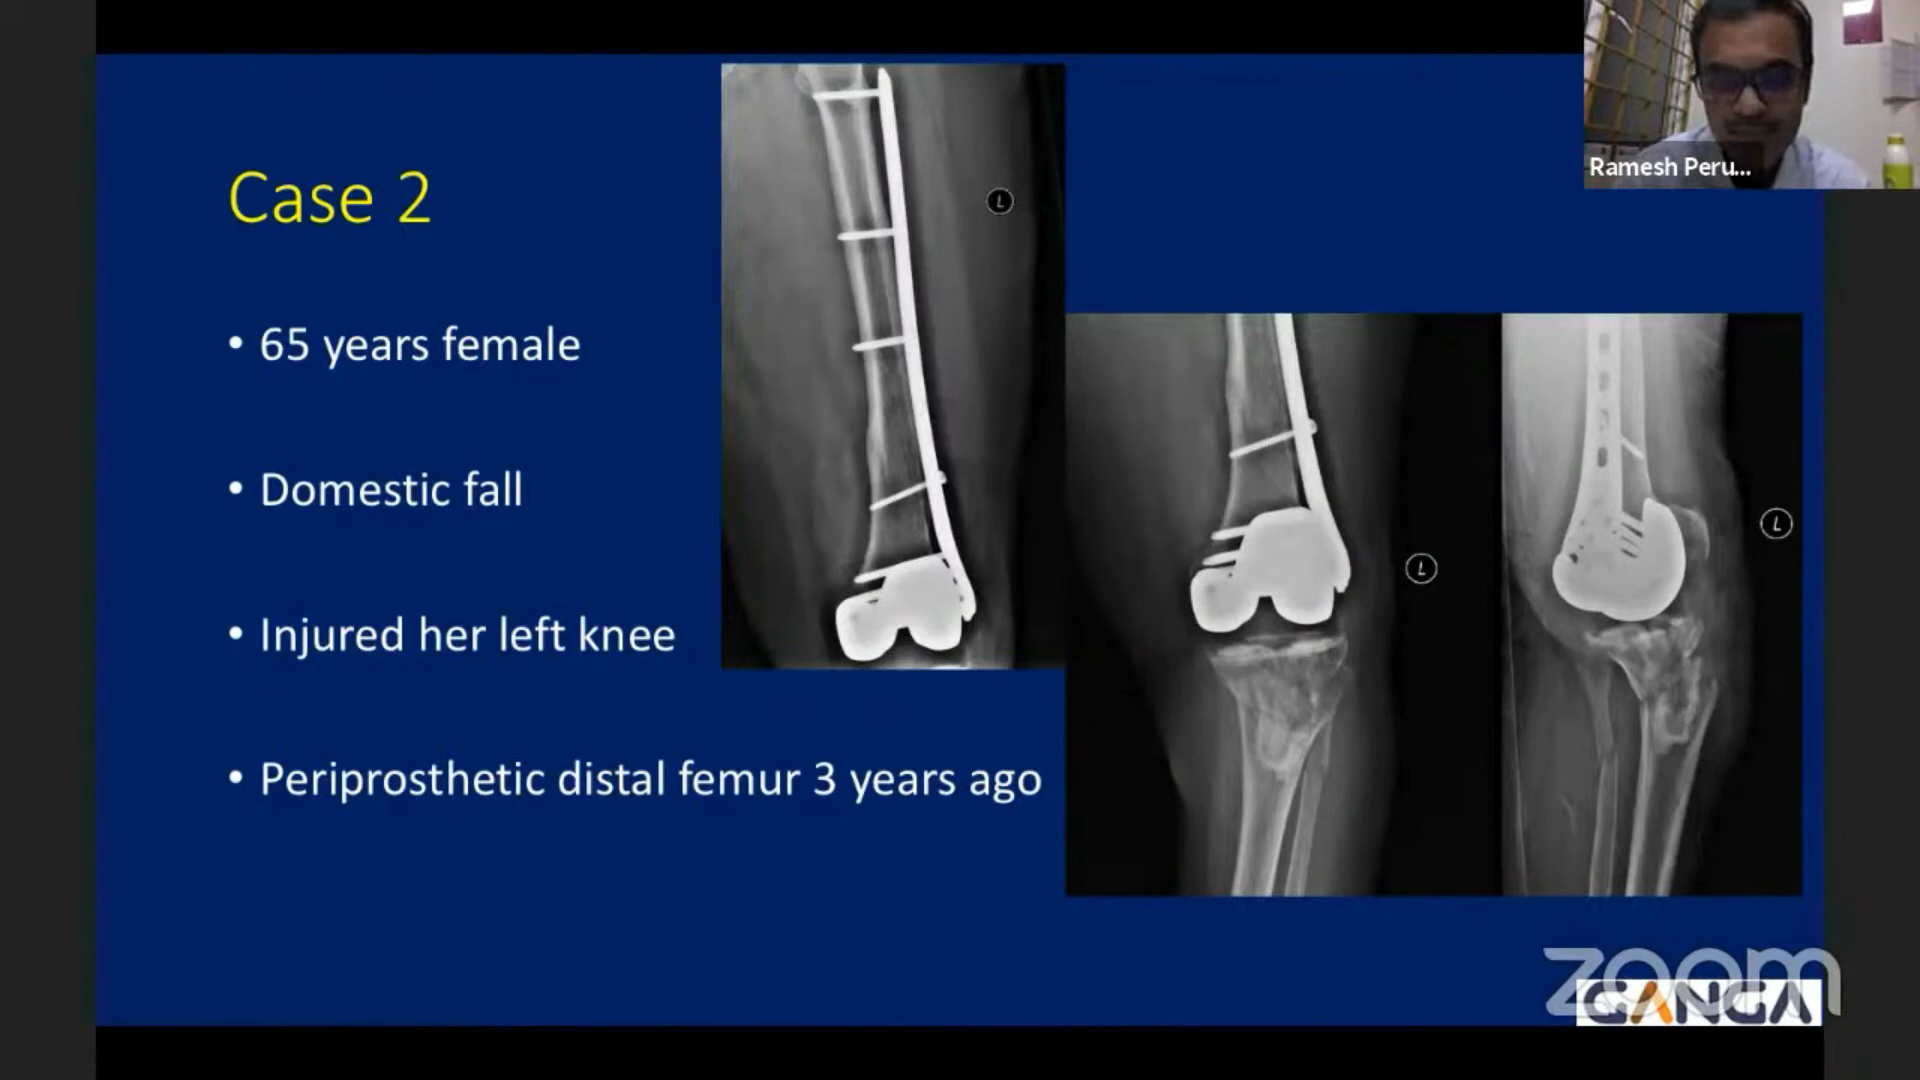 Ramesh Peru...
Case 2
• 65 years female
• Domestic fall
• Injured her left knee
• Periprosthetic distal femur 3 years ago
L
L
L
zoom
GANGA